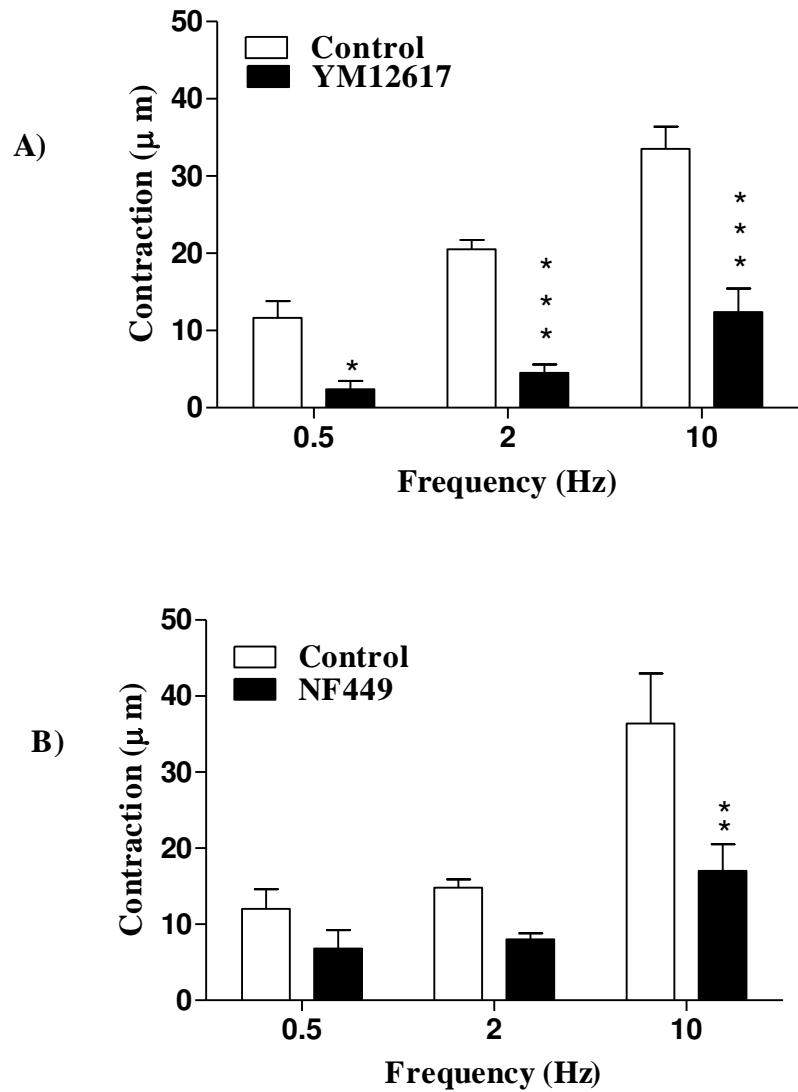 A)
Contraction (μ m)
50
40
30
20
10
0
Control
YM12617
*
* * *
* * *
0.5 2 10
Frequency (Hz)
B)
Contraction (μ m)
50
40
30
20
10
0
Control
NF449
* *
0.5 2 10
Frequency (Hz)